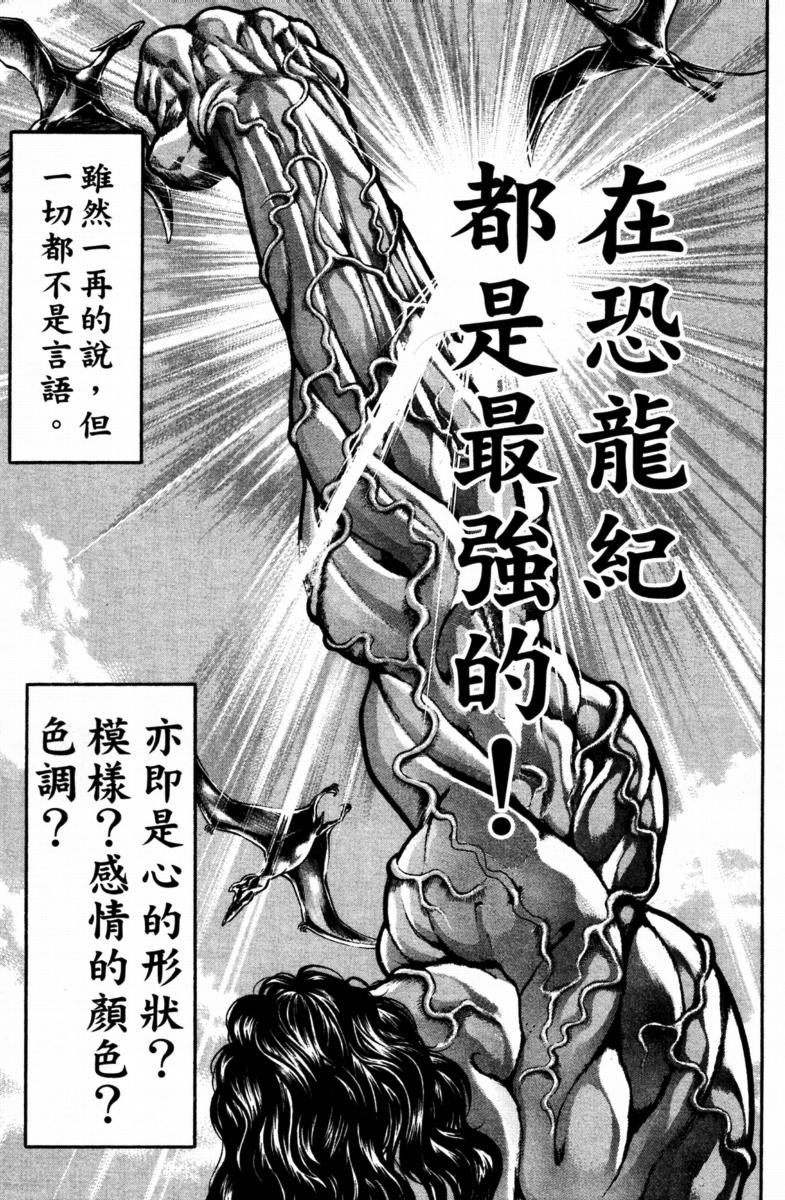 在恐龍紀
都是最強的！
雖然一再的說，但
一切都不是言語。
亦即是心的形狀？
模樣？感情的顏色？
色調？